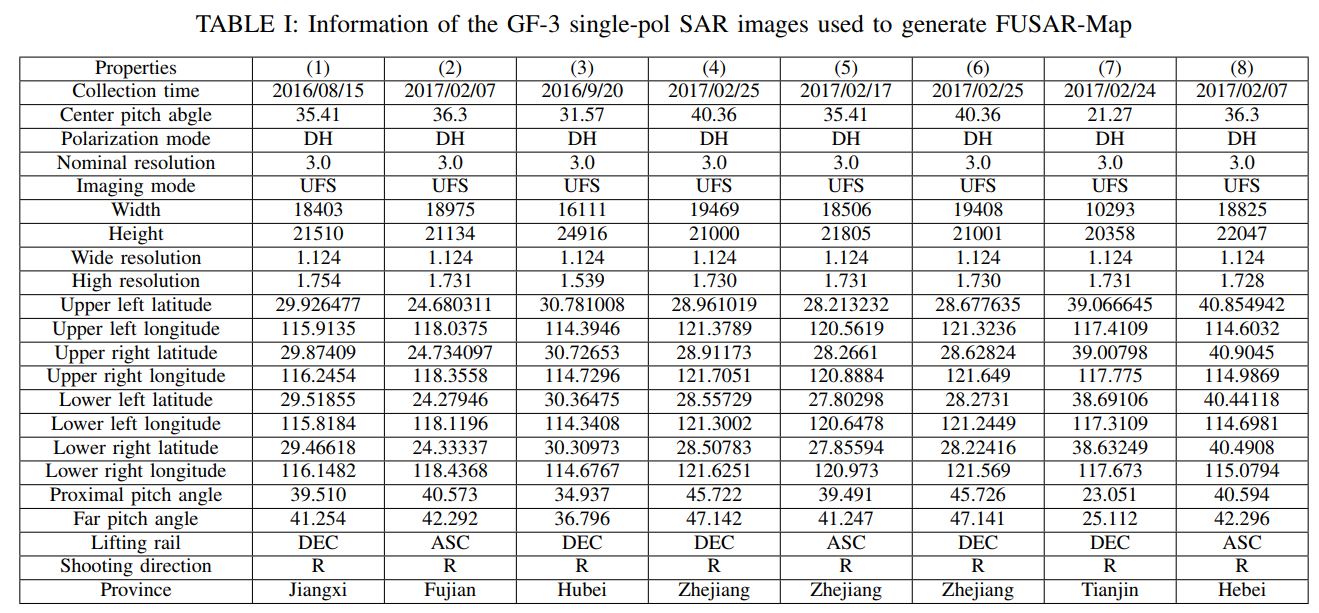 TABLE I: Information of the GF-3 single-pol SAR images used to generate FUSAR-Map
Properties (1) (2) (3) (4) (5) (6) (7) (8)
Collection time 2016/08/15 2017/02/07 2016/9/20 2017/02/25 2017/02/17 2017/02/25 2017/02/24 2017/02/07
Center pitch abgle 35.41 36.3 31.57 40.36 35.41 40.36 21.27 36.3
Polarization mode DH DH DH DH DH DH DH DH
Nominal resolution 3.0 3.0 3.0 3.0 3.0 3.0 3.0 3.0
Imaging mode UFS UFS UFS UFS UFS UFS UFS UFS
Width 18403 18975 16111 19469 18506 19408 10293 18825
Height 21510 21134 24916 21000 21805 21001 20358 22047
Wide resolution 1.124 1.124 1.124 1.124 1.124 1.124 1.124 1.124
High resolution 1.754 1.731 1.539 1.730 1.731 1.730 1.731 1.728
Upper left latitude 29.926477 24.680311 30.781008 28.961019 28.213232 28.677635 39.066645 40.854942
Upper left longitude 115.9135 118.0375 114.3946 121.3789 120.5619 121.3236 117.4109 114.6032
Upper right latitude 29.87409 24.734097 30.72653 28.91173 28.2661 28.62824 39.00798 40.9045
Upper right longitude 116.2454 118.3558 114.7296 121.7051 120.8884 121.649 117.775 114.9869
Lower left latitude 29.51855 24.27946 30.36475 28.55729 27.80298 28.2731 38.69106 40.44118
Lower left longitude 115.8184 118.1196 114.3408 121.3002 120.6478 121.2449 117.3109 114.6981
Lower right latitude 29.46618 24.33337 30.30973 28.50783 27.85594 28.22416 38.63249 40.4908
Lower right longitude 116.1482 118.4368 114.6767 121.6251 120.973 121.569 117.673 115.0794
Proximal pitch angle 39.510 40.573 34.937 45.722 39.491 45.726 23.051 40.594
Far pitch angle 41.254 42.292 36.796 47.142 41.247 47.141 25.112 42.296
Lifting rail DEC ASC DEC DEC ASC DEC DEC ASC
Shooting direction R R R R R R R R
Province Jiangxi Fujian Hubei Zhejiang Zhejiang Zhejiang Tianjin Hebei